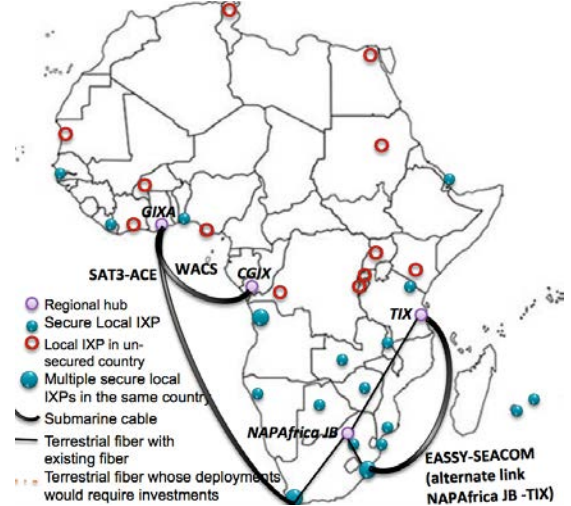 GIXA
SAT3-ACE
WACS
CGIX
Regional hub
Secure Local IXP
Local IXP in un-
secured country
Multiple secure local
IXPs in the same country
Submarine cable
Terrestrial fiber with
existing fiber
Terrestrial fiber whose deployments
would require investments
TIX
NAPAfrica JB
EASSY-SEACOM
(alternate link
NAPAfrica JB -TIX)